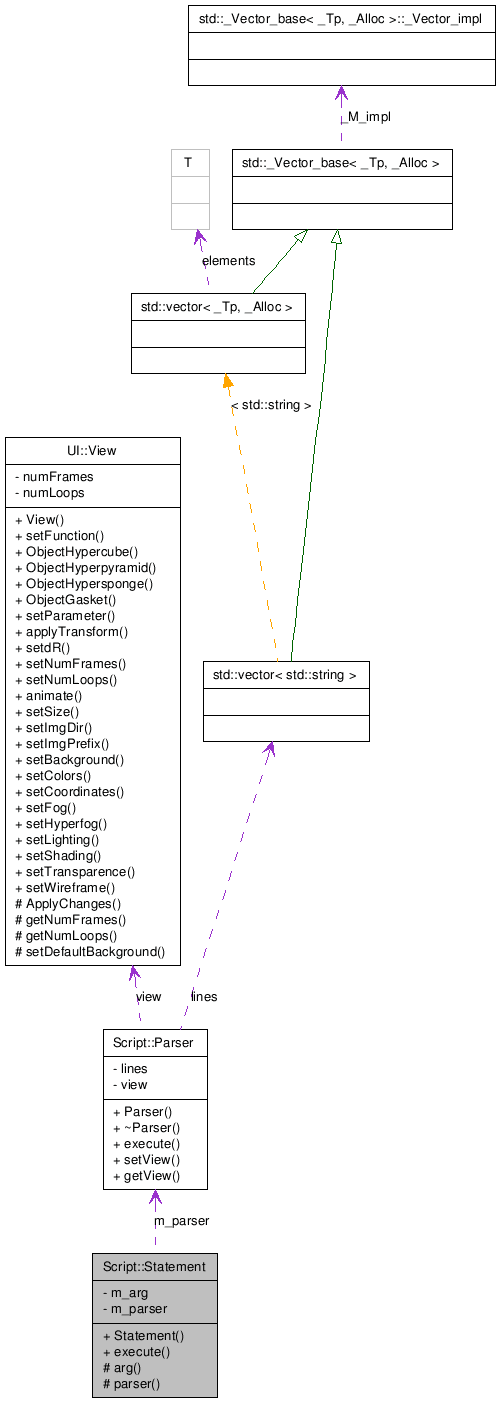 std::_Vector_base< _Tp, _Alloc >::_Vector_impl
_M_impl
T
std::_Vector_base< _Tp, _Alloc >
elements
std::vector< _Tp, _Alloc >
< std::string >
UI::View
- numFrames
- numLoops
+ View()
+ setFunction()
+ ObjectHypercube()
+ ObjectHyperpyramid()
+ ObjectHypersponge()
+ ObjectGasket()
+ setParameter()
+ applyTransform()
+ setdR()
+ setNumFrames()
+ setNumLoops()
+ animate()
+ setSize()
+ setImgDir()
+ setImgPrefix()
+ setBackground()
+ setColors()
+ setCoordinates()
+ setFog()
+ setHyperfog()
+ setLighting()
+ setShading()
+ setTransparence()
+ setWireframe()
# ApplyChanges()
# getNumFrames()
# getNumLoops()
# setDefaultBackground()
std::vector< std::string >
view
lines
Script::Parser
- lines
- view
+ Parser()
+ ~Parser()
+ execute()
+ setView()
+ getView()
m_parser
Script::Statement
- m_arg
- m_parser
+ Statement()
+ execute()
# arg()
# parser()